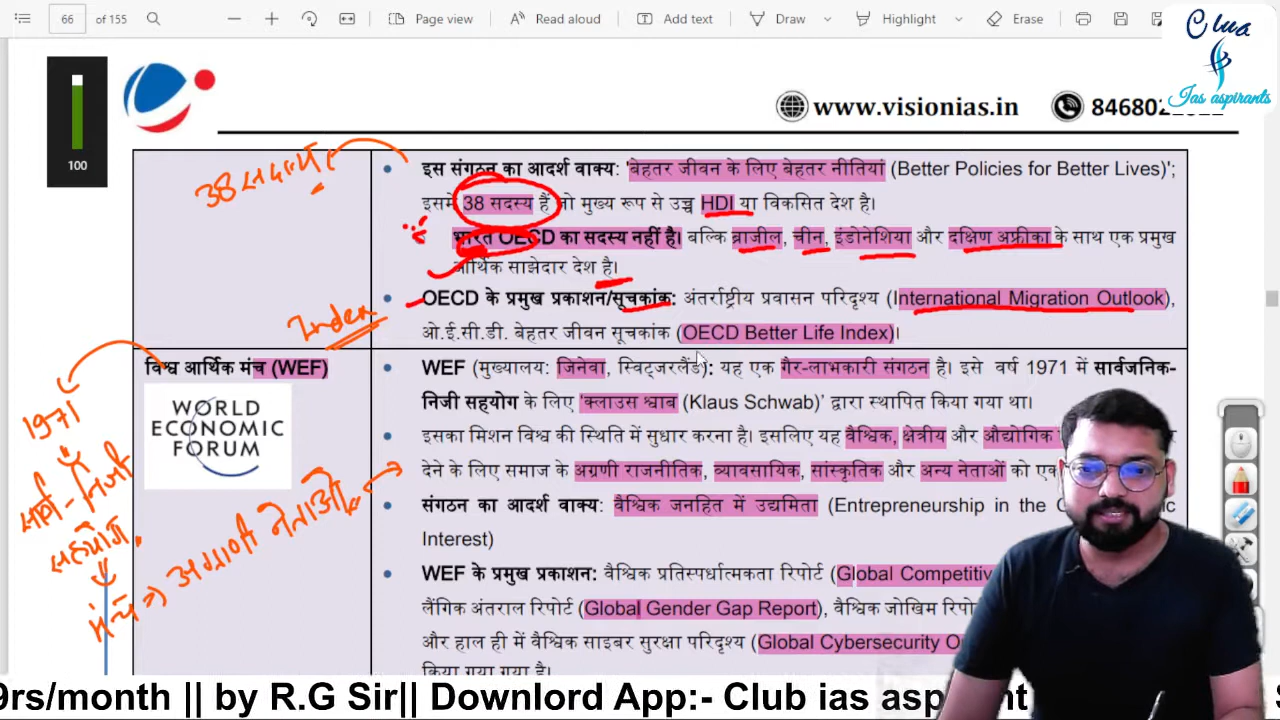 66 of 155 Page view Read aloud Add text Draw Highlight Erase
Club
Ias aspirants
www.visionias.in
100
38 सदस्य
इस संगठन का आदर्श वाक्य: 'बेहतर जीवन के लिए बेहतर नीतियां (Better Policies for Better Lives)';
इसमें 38 सदस्य हैं जो मुख्य रूप से उच्च HDI या विकसित देश है।
भारत OECD का सदस्य नहीं है। बल्कि ब्राजील, चीन, इंडोनेशिया और दक्षिण अफ्रीका के साथ एक प्रमुख
आर्थिक साझेदार देश है।
OECD के प्रमुख प्रकाशन/सूचकांक: अंतर्राष्ट्रीय प्रवासन परिदृश्य (International Migration Outlook),
ओ.ई.सी.डी. बेहतर जीवन सूचकांक (OECD Better Life Index)।
Index
विश्व आर्थिक मंच (WEF)
WORLD
ECONOMIC
FORUM
1971
सार्व-निजी
सहयोग
मंच
अग्रणी नेताओं
WEF (मुख्यालय: जिनेवा, स्विट्जरलैंड): यह एक गैर-लाभकारी संगठन है। इसे वर्ष 1971 में सार्वजनिक-
निजी सहयोग के लिए 'क्लाउस श्वाब (Klaus Schwab)' द्वारा स्थापित किया गया था।
इसका मिशन विश्व की स्थिति में सुधार करना है। इसलिए यह वैश्विक, क्षेत्रीय और औद्योगिक
देने के लिए समाज के अग्रणी राजनीतिक, व्यावसायिक, सांस्कृतिक और अन्य नेताओं को एक
संगठन का आदर्श वाक्य: वैश्विक जनहित में उद्यमिता (Entrepreneurship in the
Interest)
WEF के प्रमुख प्रकाशन: वैश्विक प्रतिस्पर्धात्मकता रिपोर्ट (Global
लैंगिक अंतराल रिपोर्ट (Global Gender Gap Report), वैश्विक जोखिम
और हाल ही में वैश्विक साइबर सुरक्षा परिदृश्य (Global Cybersecurity
किया गया गया है।
9rs/month || by R.G Sir|| Downlord App:- Club ias aspirant